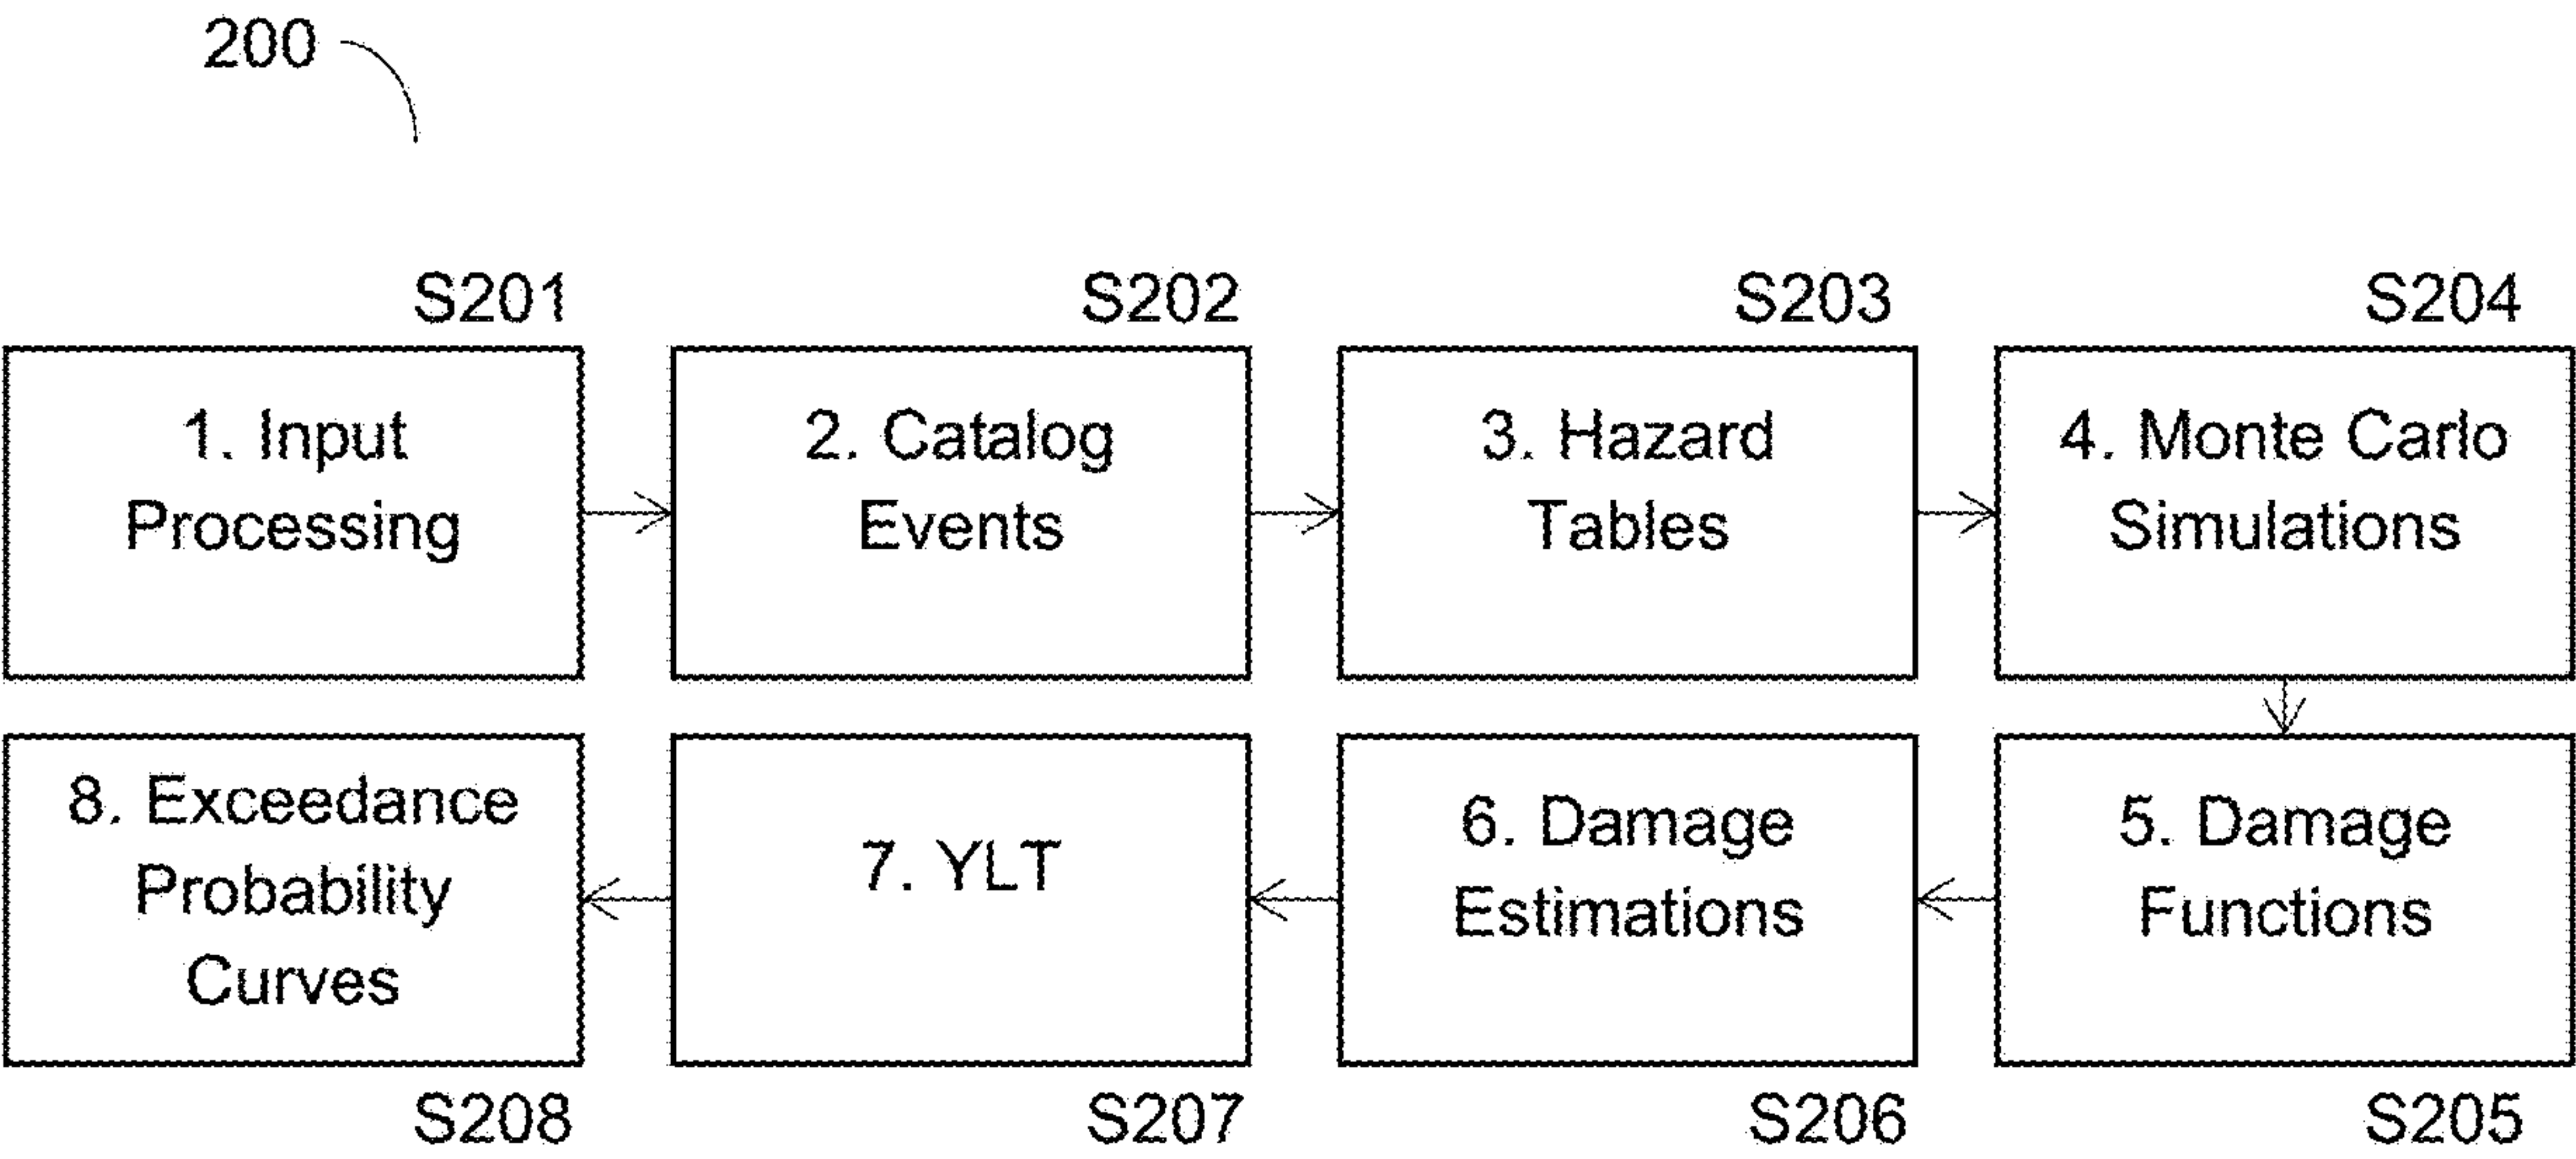 200
S201
S202
S203
S204
1. Input
Processing
2. Catalog
Events
3. Hazard
Tables
4. Monte Carlo
Simulations
8. Exceedance
Probability
Curves
7. YLT
6. Damage
Estimations
5. Damage
Functions
S208
S207
S206
S205